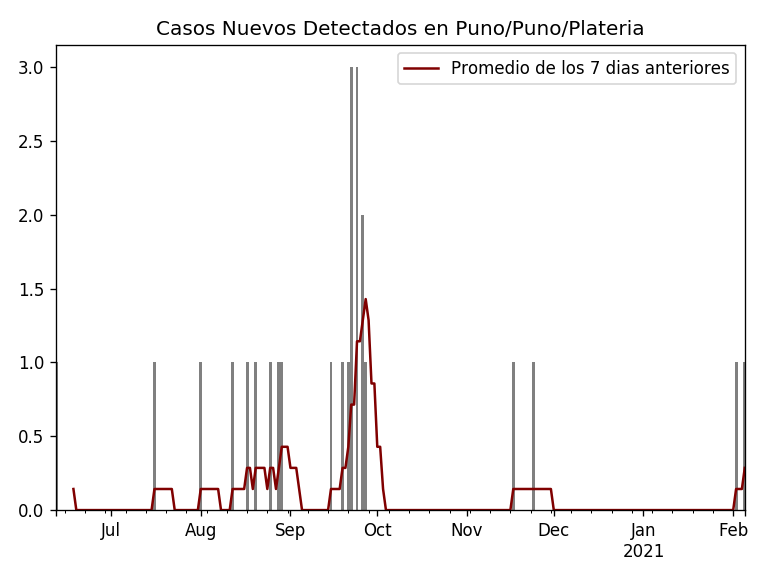 Casos Nuevos Detectados en Puno/Puno/Plateria
Promedio de los 7 dias anteriores
3.0
2.5
2.0
1.5
1.0
0.5
0.0
Jul Aug Sep Oct Nov Dec Jan Feb
2021